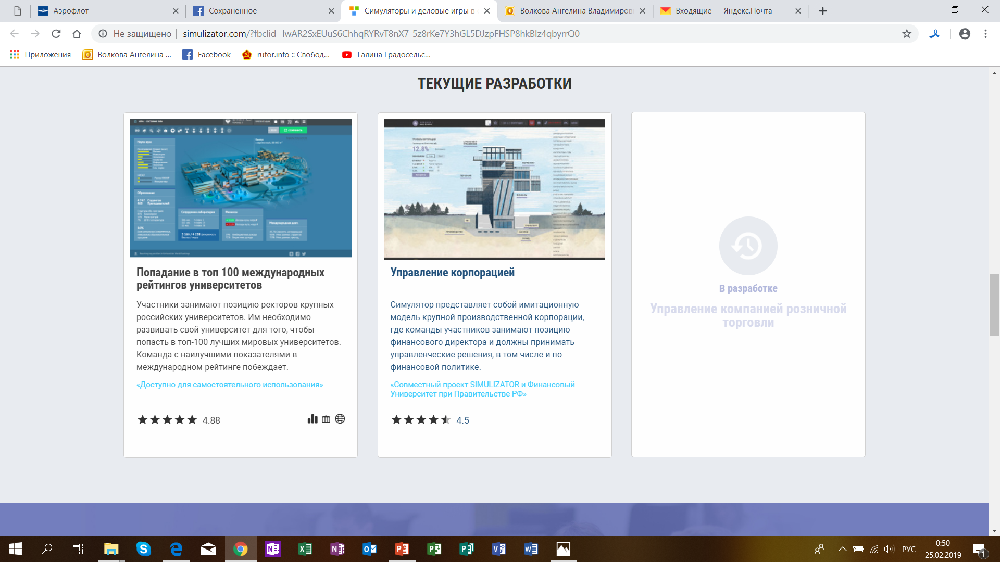 Аэрофлот
Сохраненное
Симуляторы и деловые игры в
Волкова Ангелина Владимиров
Входящие — Яндекс.Почта
Не защищено
simulizator.com/?fbclid=IwAR2SxEUuS6ChhqRYRvT8nX7-5z8rKe7Y3hGL5DJzpFHSP8hkBIz4qbyrrQ0
Приложения
Волкова Ангелина ...
Facebook
rutor.info :: Свобод...
Галина Градосельс...
ТЕКУЩИЕ РАЗРАБОТКИ
12.8%
Попадание в топ 100 международных
рейтингов университетов
Участники занимают позицию ректоров крупных
российских университетов. Им необходимо
развивать свой университет для того, чтобы
попасть в топ-100 лучших мировых университетов.
Команда с наилучшими показателями в
международном рейтинге побеждает.
«Доступно для самостоятельного использования»
4.88
Управление корпорацией
Симулятор представляет собой имитационную
модель крупной производственной корпорации,
где команды участников занимают позицию
финансового директора и должны принимать
управленческие решения, в том числе и по
финансовой политике.
«Совместный проект SIMULIZATOR и Финансовый
Университет при Правительстве РФ»
4.5
В разработке
Управление компанией розничной
торговли
РУС
0:50
25.02.2019
1